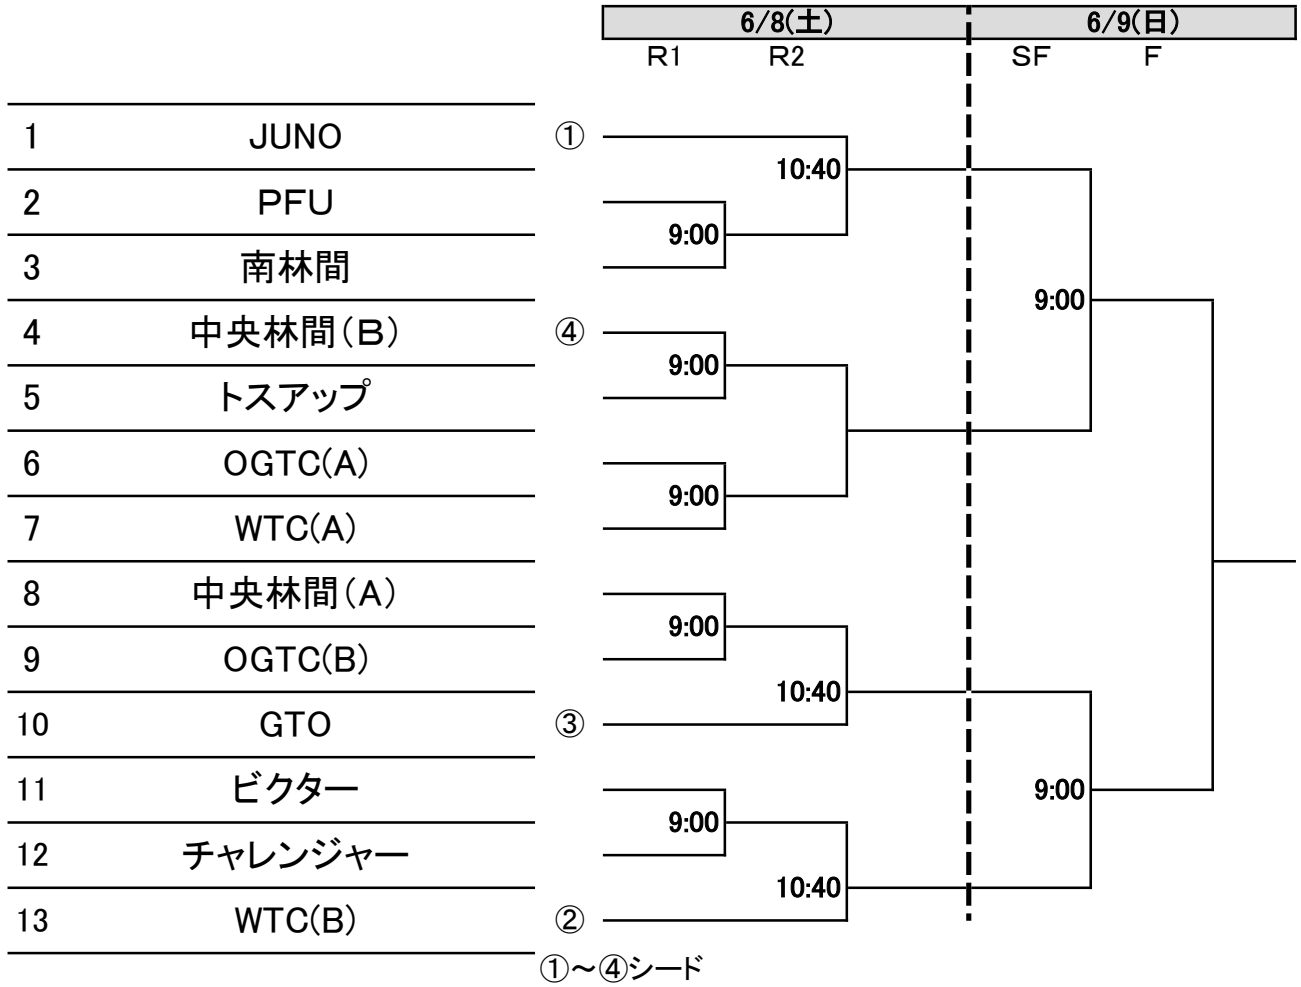 6/8(土) 6/9(日)
R1 R2 SF F
1 JUNO ①
10:40
2 PFU
9:00
3 南林間
9:00
4 中央林間(B) ④
9:00
5 トスアップ
6 OGTC(A)
9:00
7 WTC(A)
8 中央林間(A)
9:00
9 OGTC(B)
10:40
10 GTO ③
11 ビクター
9:00
9:00
12 チャレンジャー
10:40
13 WTC(B) ②
①～④シード